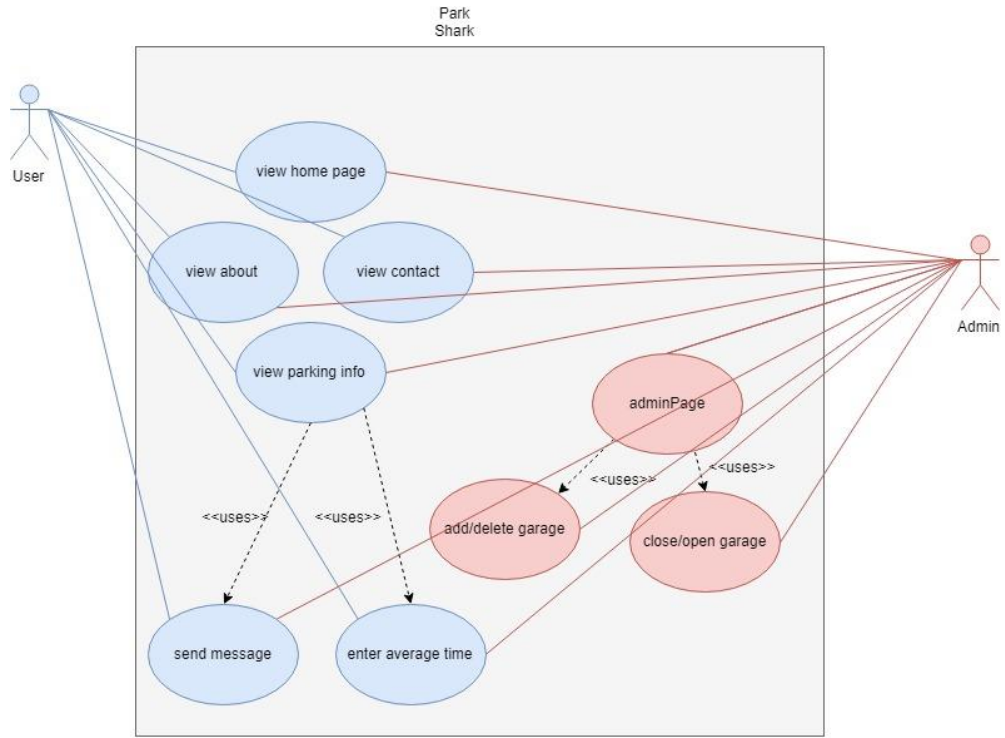 Park
Shark
User
view home page
view about
view contact
Admin
view parking info
adminPage
<<uses>>
<<uses>>
<<uses>>
<<uses>>
add/delete garage
close/open garage
send message
enter average time